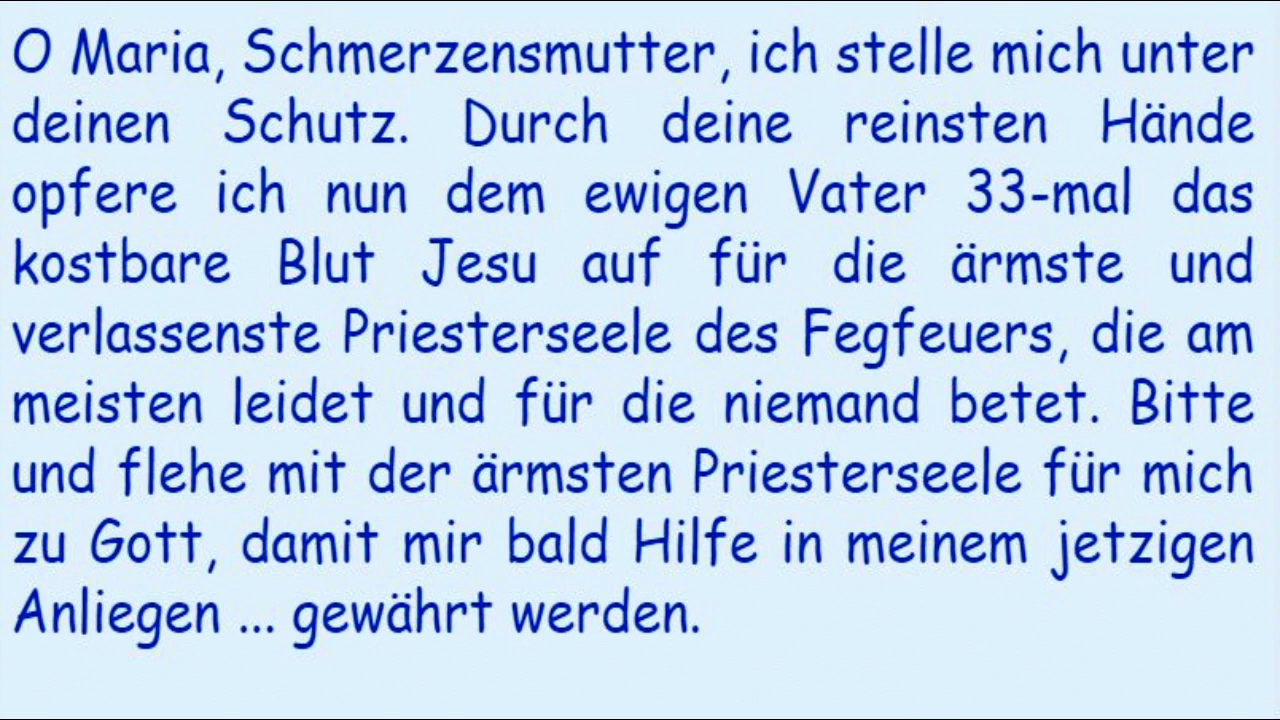 O Maria, Schmerzensmutter, ich stelle mich unter
deinen Schutz. Durch deine reinsten Hände
opfere ich nun dem ewigen Vater 33-mal das
kostbare Blut Jesu auf für die ärmste und
verlassenste Priesterseele des Fegfeuers, die am
meisten leidet und für die niemand betet. Bitte
und flehe mit der ärmsten Priesterseele für mich
zu Gott, damit mir bald Hilfe in meinem jetzigen
Anliegen ... gewährt werden.